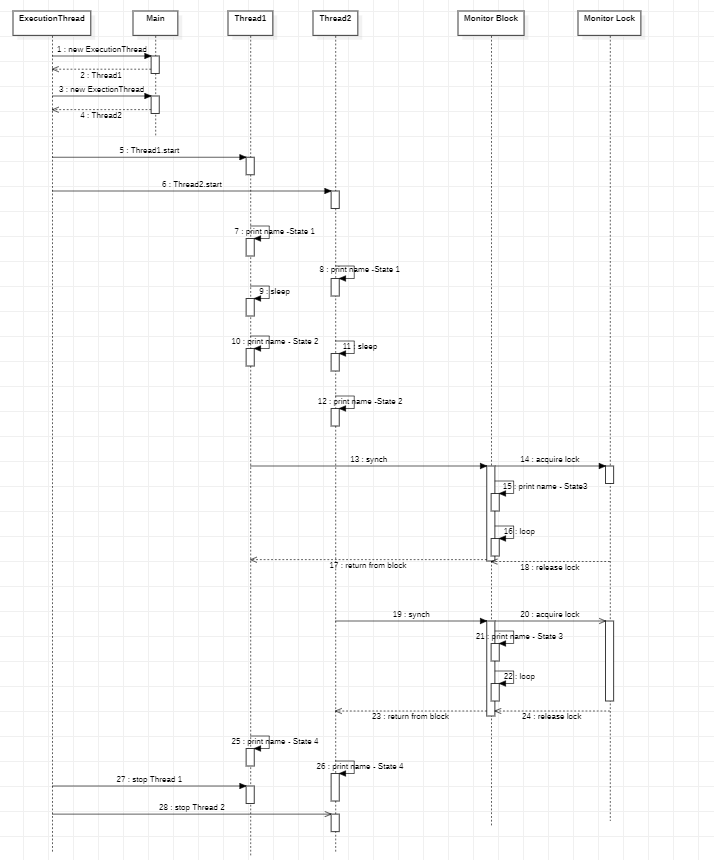 ExecutionThread
Main
Thread1
Thread2
Monitor Block
Monitor Lock
1 : new ExecutionThread
2 : Thread1
3 : new ExectionThread
4 : Thread2
5 : Thread1.start
6 : Thread2.start
7 : print name -State 1
8 : print name -State 1
9 : sleep
10 : print name - State 2
11 : sleep
12 : print name -State 2
13 : synch
14 : acquire lock
15 : print name - State3
16 : loop
17 : return from block
18 : release lock
19 : synch
20 : acquire lock
21 : print name - State 3
22 : loop
23 : return from block
24 : release lock
25 : print name - State 4
26 : print name - State 4
27 : stop Thread 1
28 : stop Thread 2